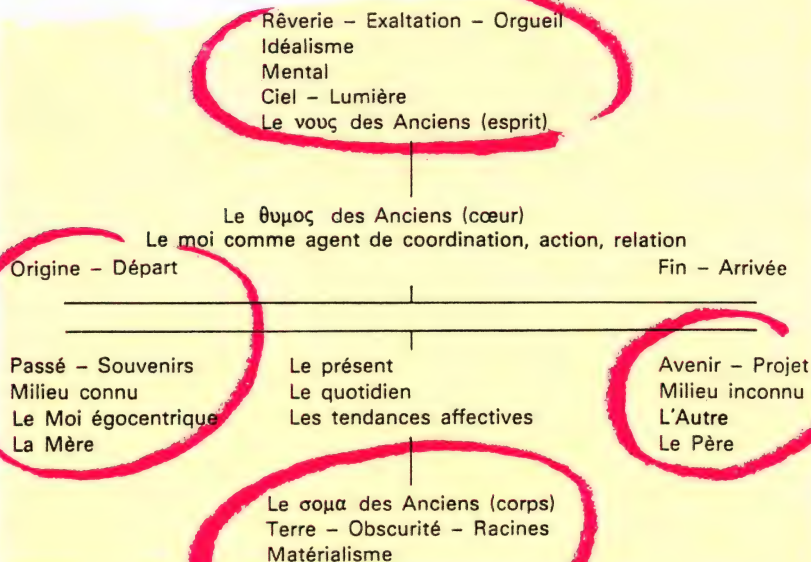 Rêverie – Exaltation – Orgueil
Idéalisme
Mental
Ciel – Lumière
Le νους des Anciens (esprit)
Le θυμος des Anciens (cœur)
Le moi comme agent de coordination, action, relation
Origine – Départ
Fin – Arrivée
Passé – Souvenirs
Milieu connu
Le Moi égocentrique
La Mère
Le présent
Le quotidien
Les tendances affectives
Avenir – Projet
Milieu inconnu
L'Autre
Le Père
Le σομα des Anciens (corps)
Terre – Obscurité – Racines
Matérialisme